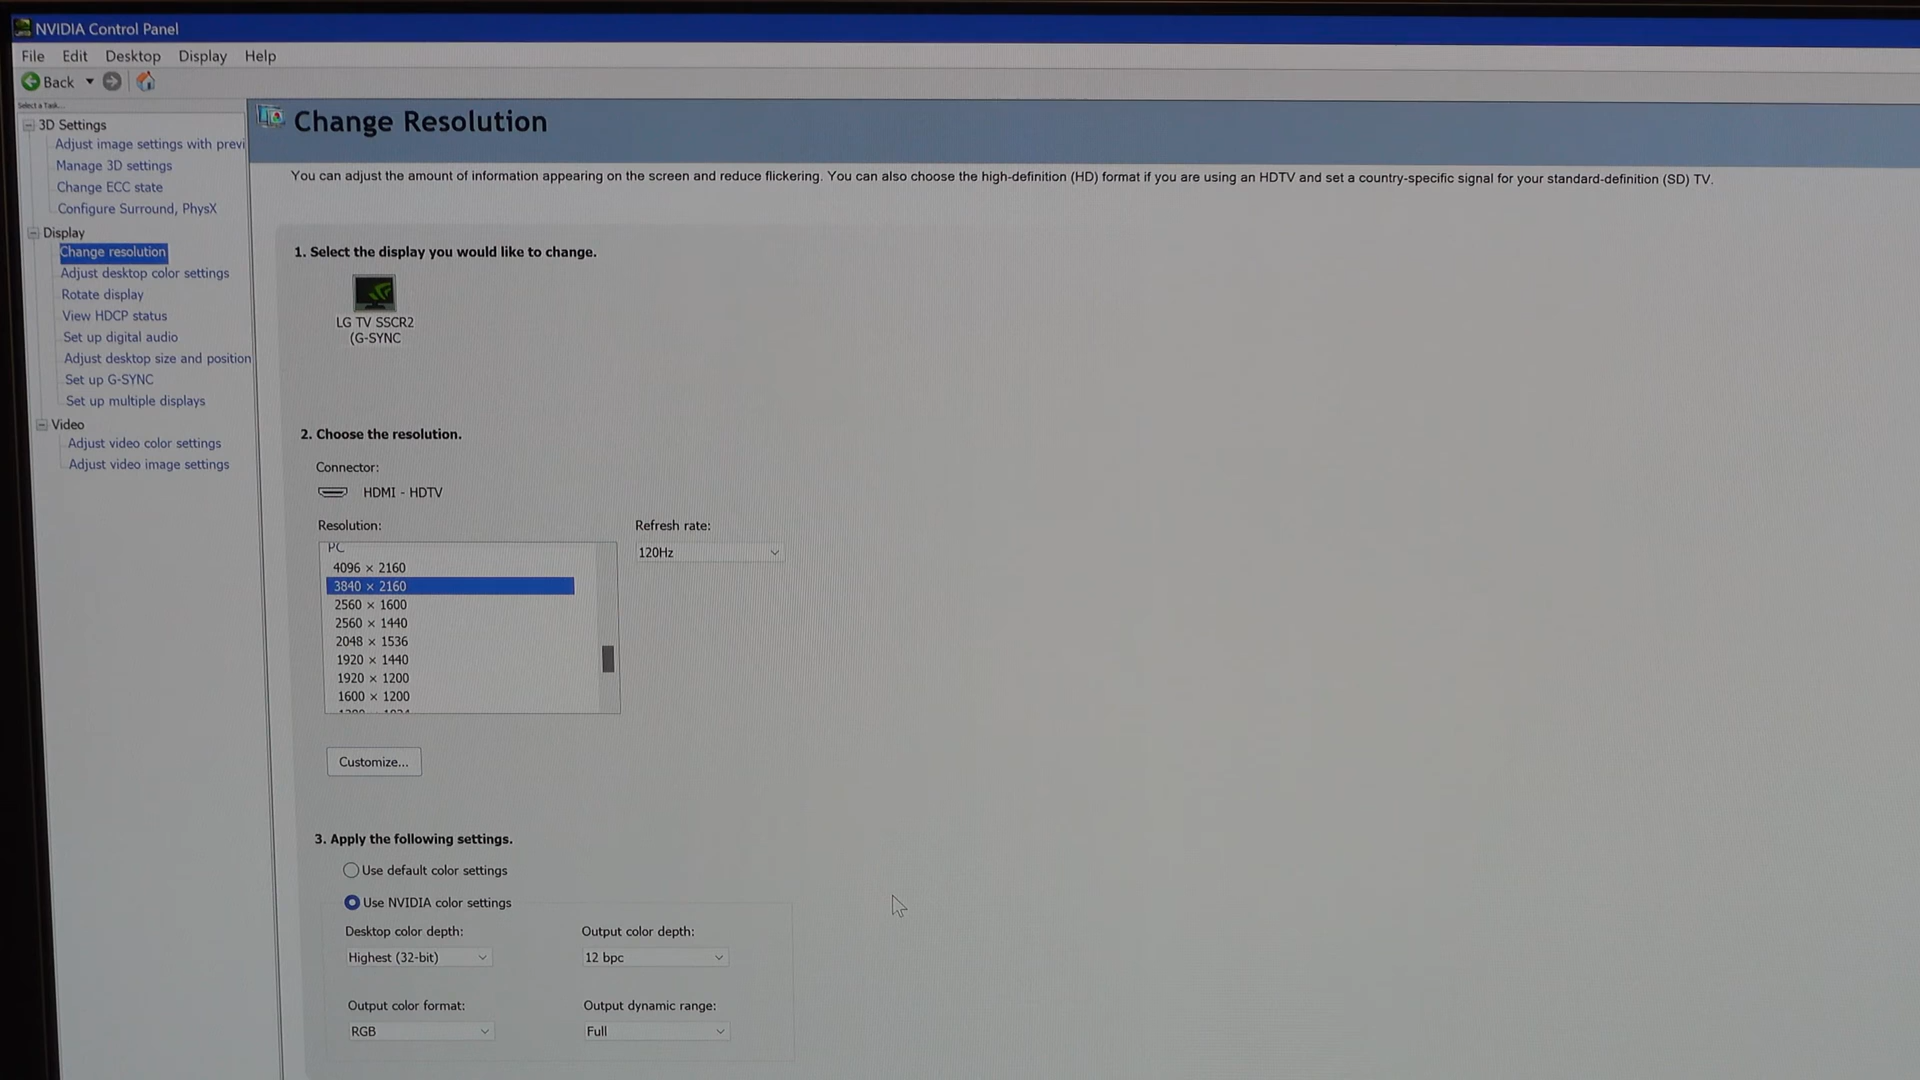 NVIDIA Control Panel
File Edit Desktop Display Help
Back
Select a Task...
3D Settings
Adjust image settings with previ
Manage 3D settings
Change ECC state
Configure Surround, PhysX
Display
Change resolution
Adjust desktop color settings
Rotate display
View HDCP status
Set up digital audio
Adjust desktop size and position
Set up G-SYNC
Set up multiple displays
Video
Adjust video color settings
Adjust video image settings
Change Resolution
You can adjust the amount of information appearing on the screen and reduce flickering. You can also choose the high-definition (HD) format if you are using an HDTV and set a country-specific signal for your standard-definition (SD) TV.
1. Select the display you would like to change.
LG TV SSCR2
(G-SYNC
2. Choose the resolution.
Connector:
HDMI - HDTV
Resolution:
Refresh rate:
PC
120Hz
4096 × 2160
3840 × 2160
2560 × 1600
2560 × 1440
2048 × 1536
1920 × 1440
1920 × 1200
1600 × 1200
Customize...
3. Apply the following settings.
Use default color settings
Use NVIDIA color settings
Desktop color depth:
Output color depth:
Highest (32-bit)
12 bpc
Output color format:
Output dynamic range:
RGB
Full